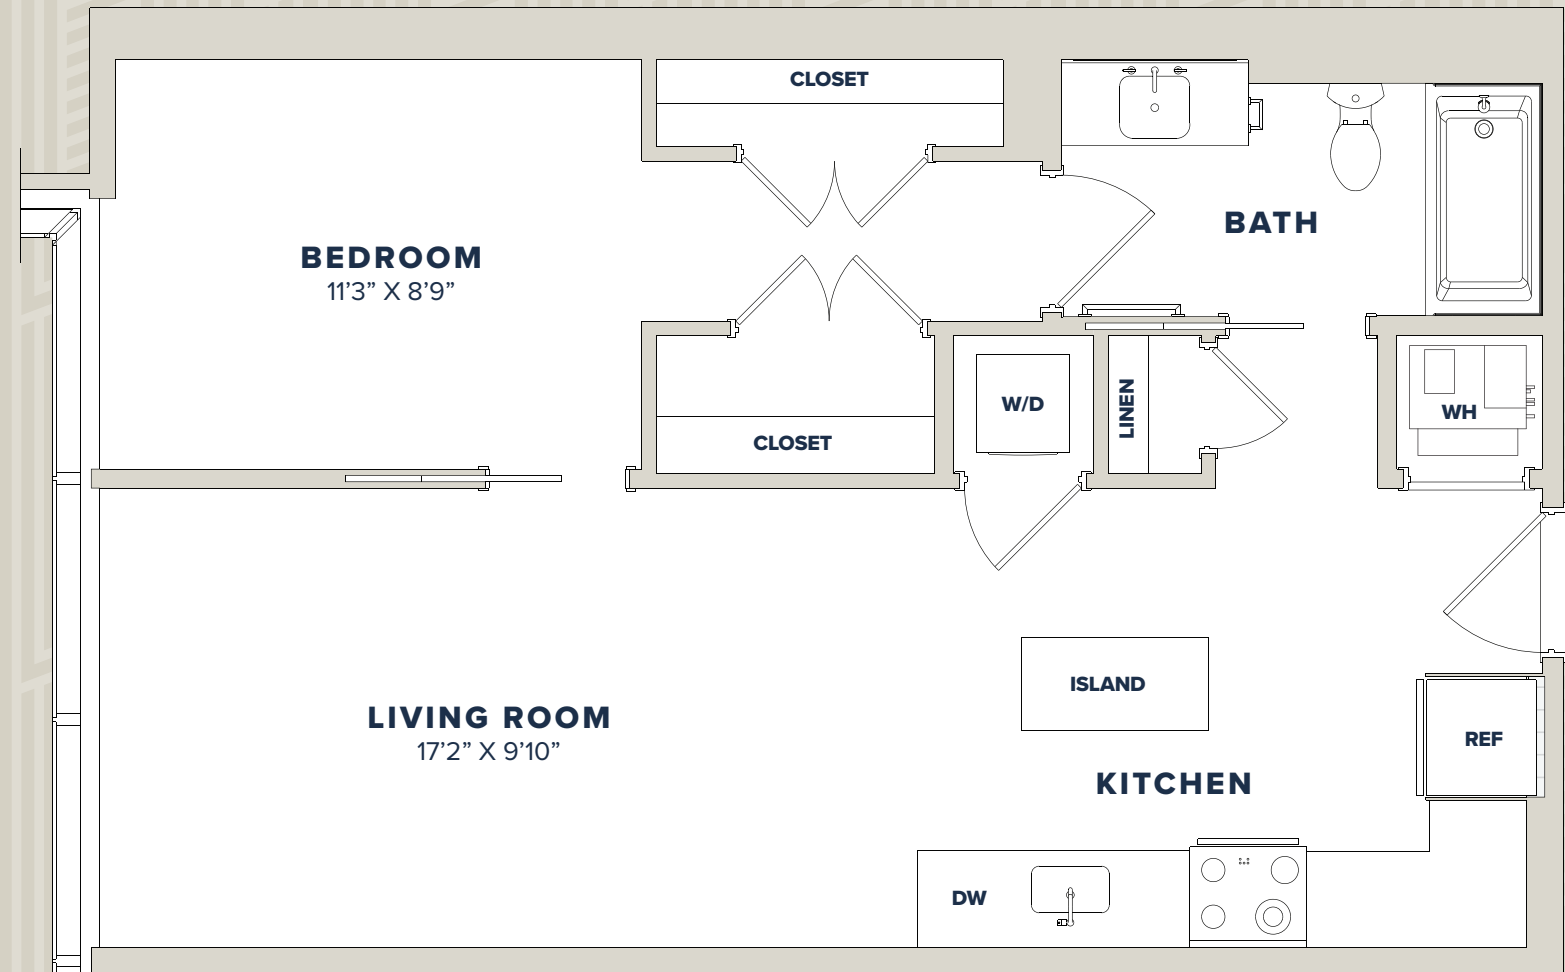 CLOSET
BATH
BEDROOM
11’3” X 8’9”
W/D
LINEN
WH
CLOSET
ISLAND
LIVING ROOM
17’2” X 9’10”
REF
KITCHEN
DW